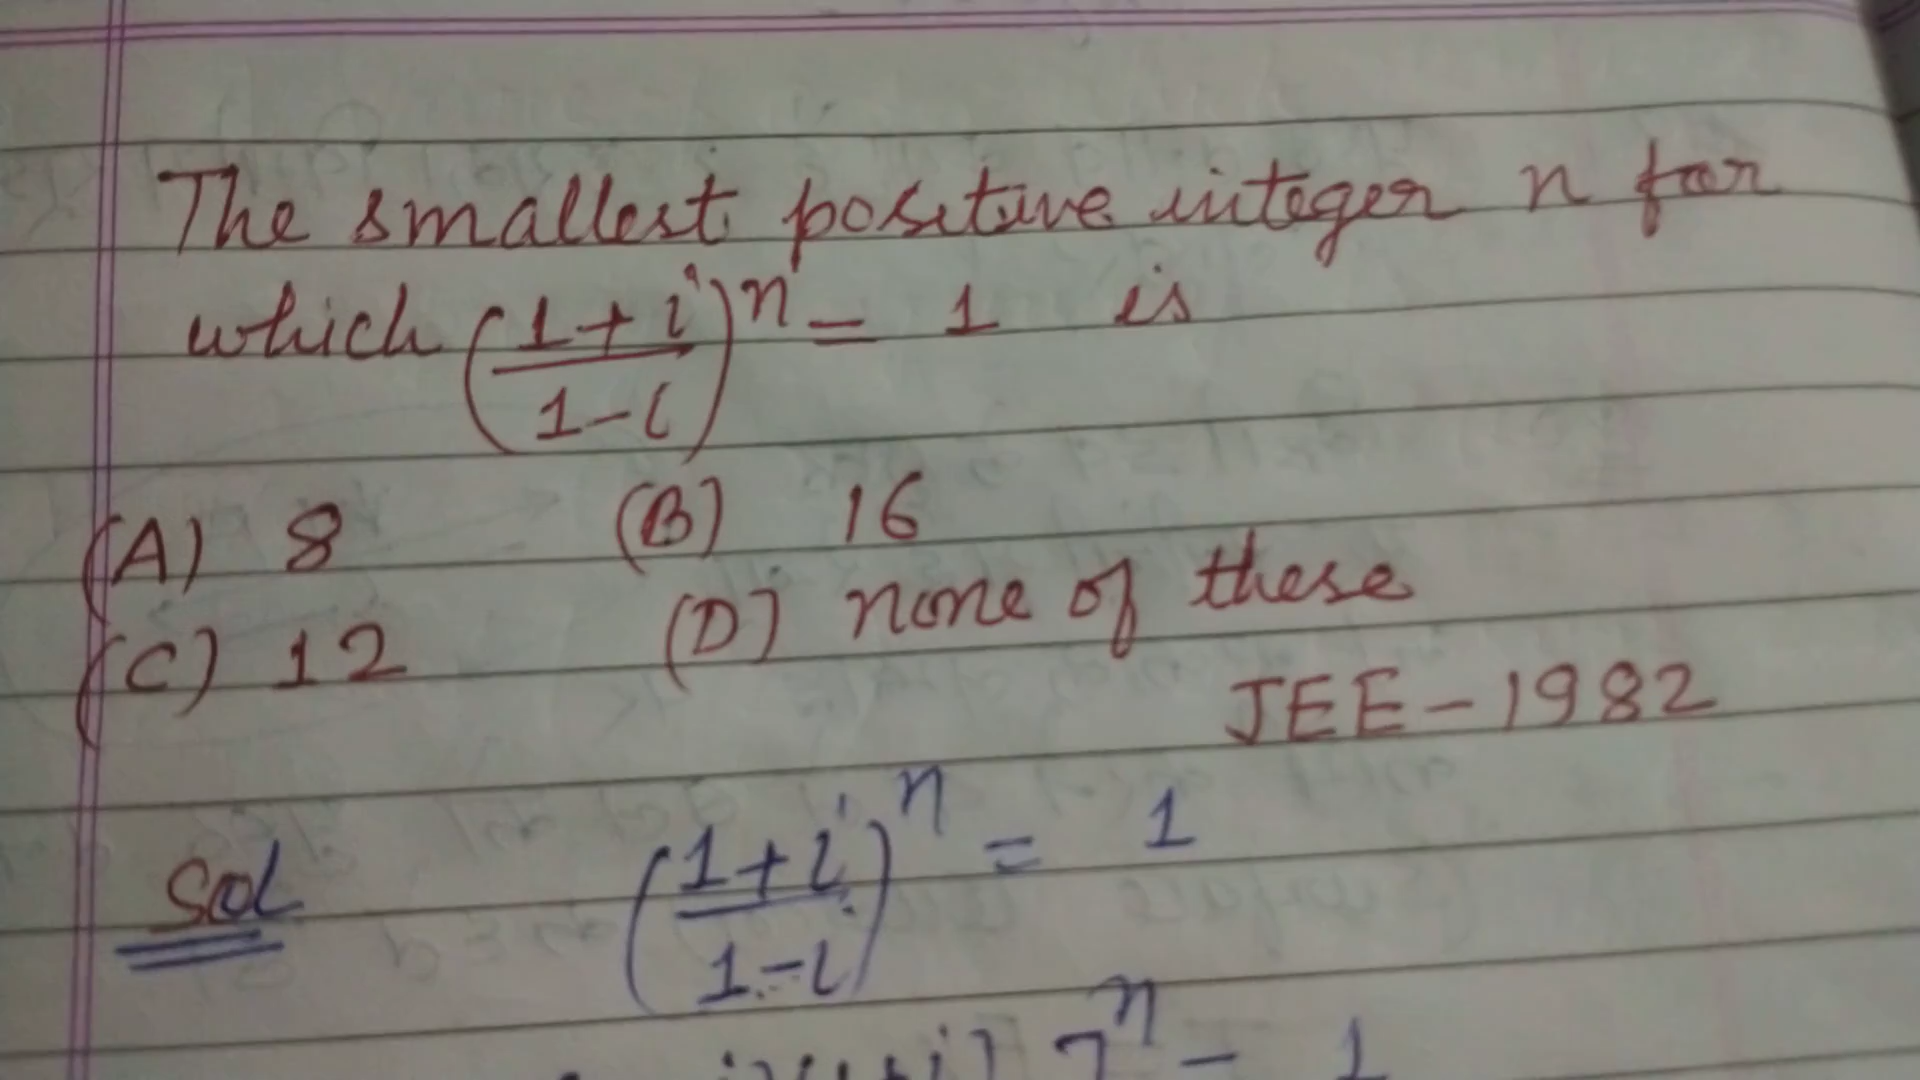 The smallest positive integer n for
which (1+i/1-i)^n = 1 is
(A) 8 (B) 16
(C) 12 (D) none of these
JEE-1982
Sol (1+i/1-i)^n = 1
]^n = 1